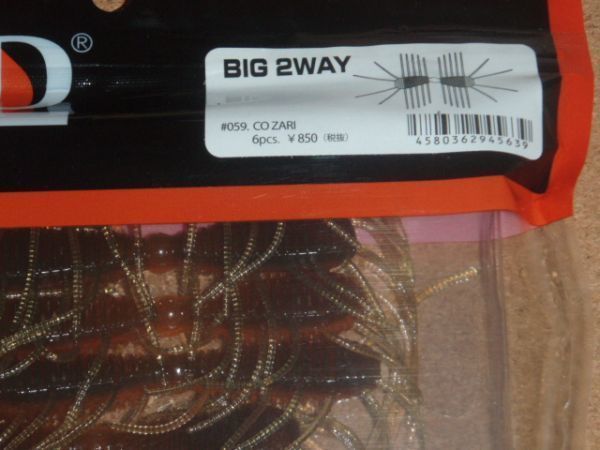 D®
BIG 2WAY
#059. CO ZARI
6pcs. ￥850 (税抜)
4580362945639